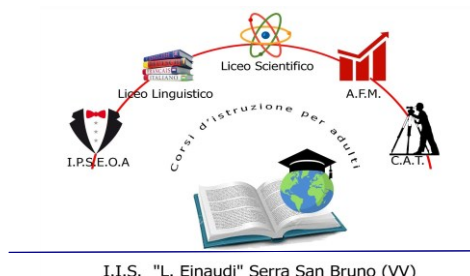 Liceo Scientifico
Liceo Linguistico
A.F.M.
I.P.S.E.O.A
C.A.T.
Corsi d'istruzione per adulti
I.I.S. "L. Einaudi" Serra San Bruno (VV)